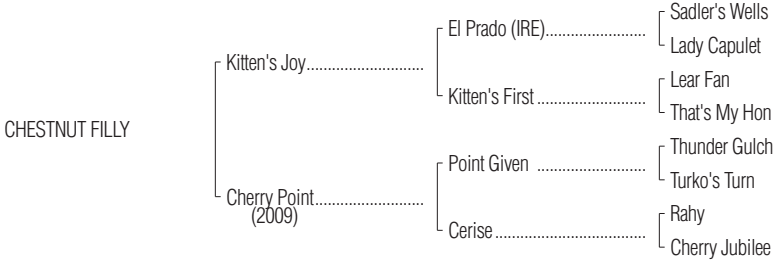 Sadler's Wells
El Prado (IRE)........................
Lady Capulet
Kitten's Joy............................
Lear Fan
Kitten's First ..........................
That's My Hon
CHESTNUT FILLY
Thunder Gulch
Point Given ..........................
Turko's Turn
Cherry Point..........................
(2009)
Rahy
Cerise ....................................
Cherry Jubilee